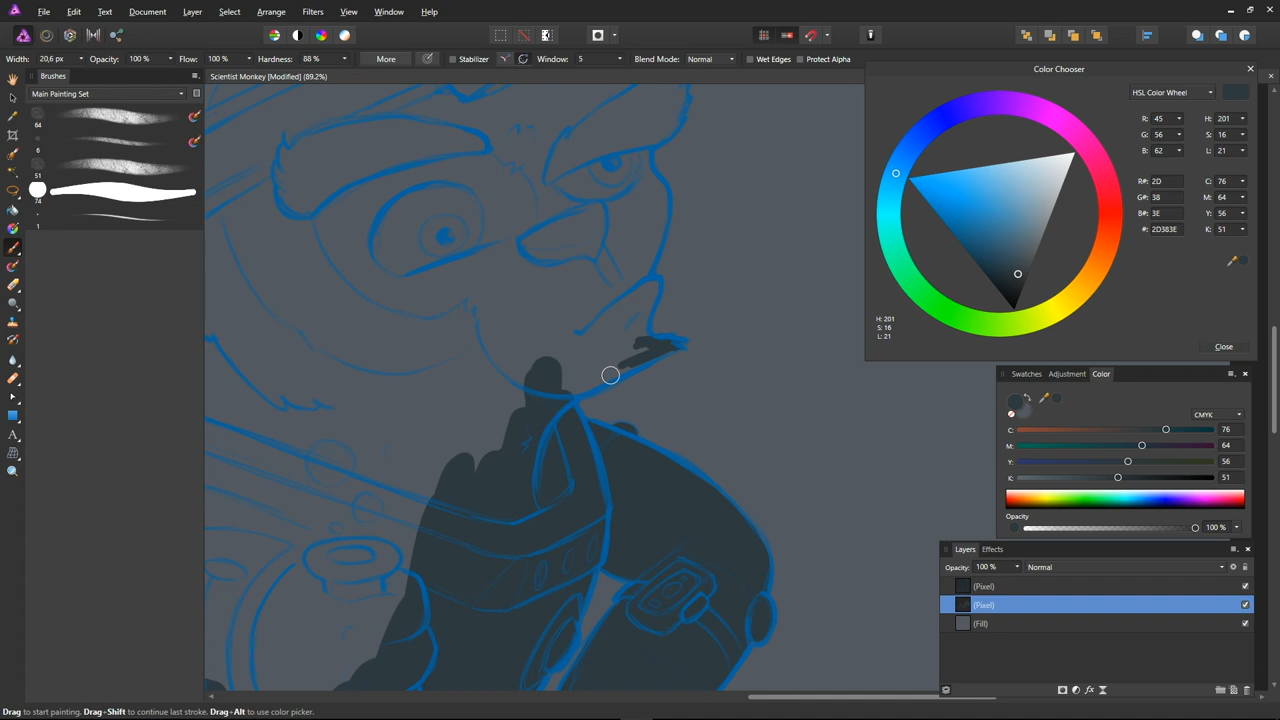 File Edit Text Document Layer Select Arrange Filters View Window Help
Width: 20,6 px Opacity: 100 % Flow: 100 % Hardness: 88 % More Stabilizer Window: 5 Blend Mode: Normal Wet Edges Protect Alpha
Brushes
Scientist Monkey [Modified] (89.2%)
Main Painting Set
64
6
51
74
1
Color Chooser
HSL Color Wheel
R: 45 H: 201
G: 56 S: 16
B: 62 L: 21
R#: 2D C: 76
G#: 38 M: 64
B#: 3E Y: 56
#: 2D383E K: 51
H: 201
S: 16
L: 21
Close
Swatches Adjustment Color
CMYK
C: 76
M: 64
Y: 56
K: 51
Opacity
100 %
Layers Effects
Opacity: 100 % Normal
(Pixel)
(Pixel)
(Fill)
Drag to start painting. Drag+Shift to continue last stroke. Drag+Alt to use color picker.